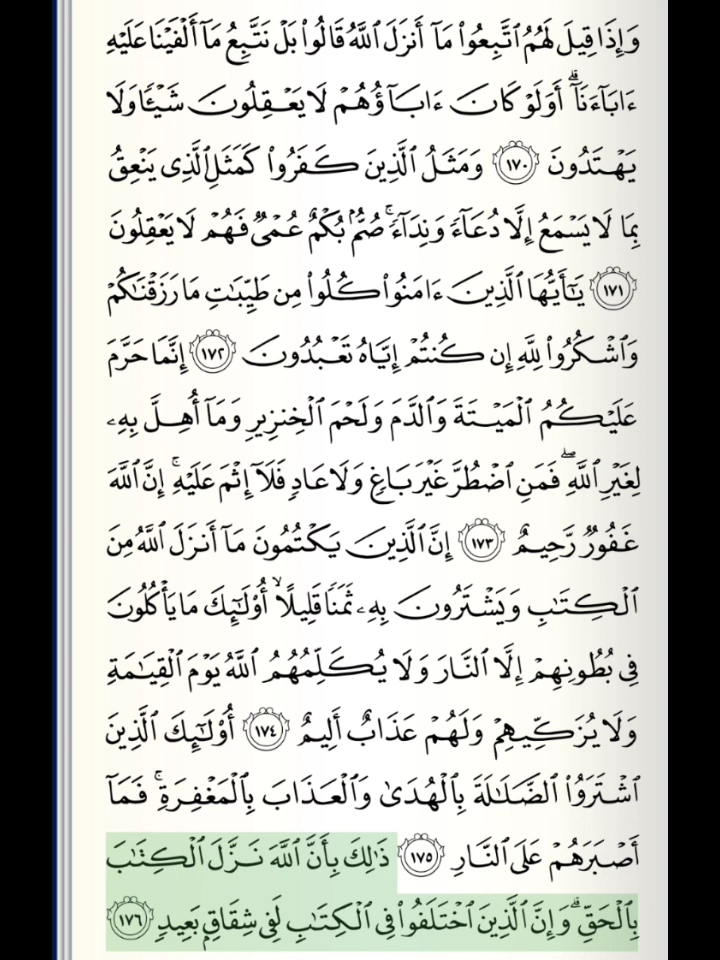 وَإِذَا قِيلَ لَهُمُ ٱتَّبِعُوا۟ مَآ أَنزَلَ ٱللَّهُ قَالُوا۟ بَلْ نَتَّبِعُ مَآ أَلْفَيْنَا عَلَيْهِ
ءَابَآءَنَآ ۗ أَوَلَوْ كَانَ ءَابَآؤُهُمْ لَا يَعْقِلُونَ شَيْـًٔا وَلَا
يَهْتَدُونَ ١٧٠ وَمَثَلُ ٱلَّذِينَ كَفَرُوا۟ كَمَثَلِ ٱلَّذِى يَنْعِقُ
بِمَا لَا يَسْمَعُ إِلَّا دُعَآءً وَنِدَآءً ۚ صُمٌّۢ بُكْمٌ عُمْىٌ فَهُمْ لَا يَعْقِلُونَ
١٧١ يَـٰٓأَيُّهَا ٱلَّذِينَ ءَامَنُوا۟ كُلُوا۟ مِن طَيِّبَـٰتِ مَا رَزَقْنَـٰكُمْ
وَٱشْكُرُوا۟ لِلَّهِ إِن كُنتُمْ إِيَّاهُ تَعْبُدُونَ ١٧٢ إِنَّمَا حَرَّمَ
عَلَيْكُمُ ٱلْمَيْتَةَ وَٱلدَّمَ وَلَحْمَ ٱلْخِنزِيرِ وَمَآ أُهِلَّ بِهِۦ
لِغَيْرِ ٱللَّهِ ۖ فَمَنِ ٱضْطُرَّ غَيْرَ بَاغٍ وَلَا عَادٍ فَلَآ إِثْمَ عَلَيْهِ ۚ إِنَّ ٱللَّهَ
غَفُورٌ رَّحِيمٌ ١٧٣ إِنَّ ٱلَّذِينَ يَكْتُمُونَ مَآ أَنزَلَ ٱللَّهُ مِنَ
ٱلْكِتَـٰبِ وَيَشْتَرُونَ بِهِۦ ثَمَنًا قَلِيلًا ۙ أُو۟لَـٰٓئِكَ مَا يَأْكُلُونَ
فِى بُطُونِهِمْ إِلَّا ٱلنَّارَ وَلَا يُكَلِّمُهُمُ ٱللَّهُ يَوْمَ ٱلْقِيَـٰمَةِ
وَلَا يُزَكِّيهِمْ وَلَهُمْ عَذَابٌ أَلِيمٌ ١٧٤ أُو۟لَـٰٓئِكَ ٱلَّذِينَ
ٱشْتَرَوُا۟ ٱلضَّلَـٰلَةَ بِٱلْهُدَىٰ وَٱلْعَذَابَ بِٱلْمَغْفِرَةِ ۚ فَمَآ
أَصْبَرَهُمْ عَلَى ٱلنَّارِ ١٧٥ ذَٰلِكَ بِأَنَّ ٱللَّهَ نَزَّلَ ٱلْكِتَـٰبَ
بِٱلْحَقِّ ۗ وَإِنَّ ٱلَّذِينَ ٱخْتَلَفُوا۟ فِى ٱلْكِتَـٰبِ لَفِى شِقَاقٍۭ بَعِيدٍ ١٧٦